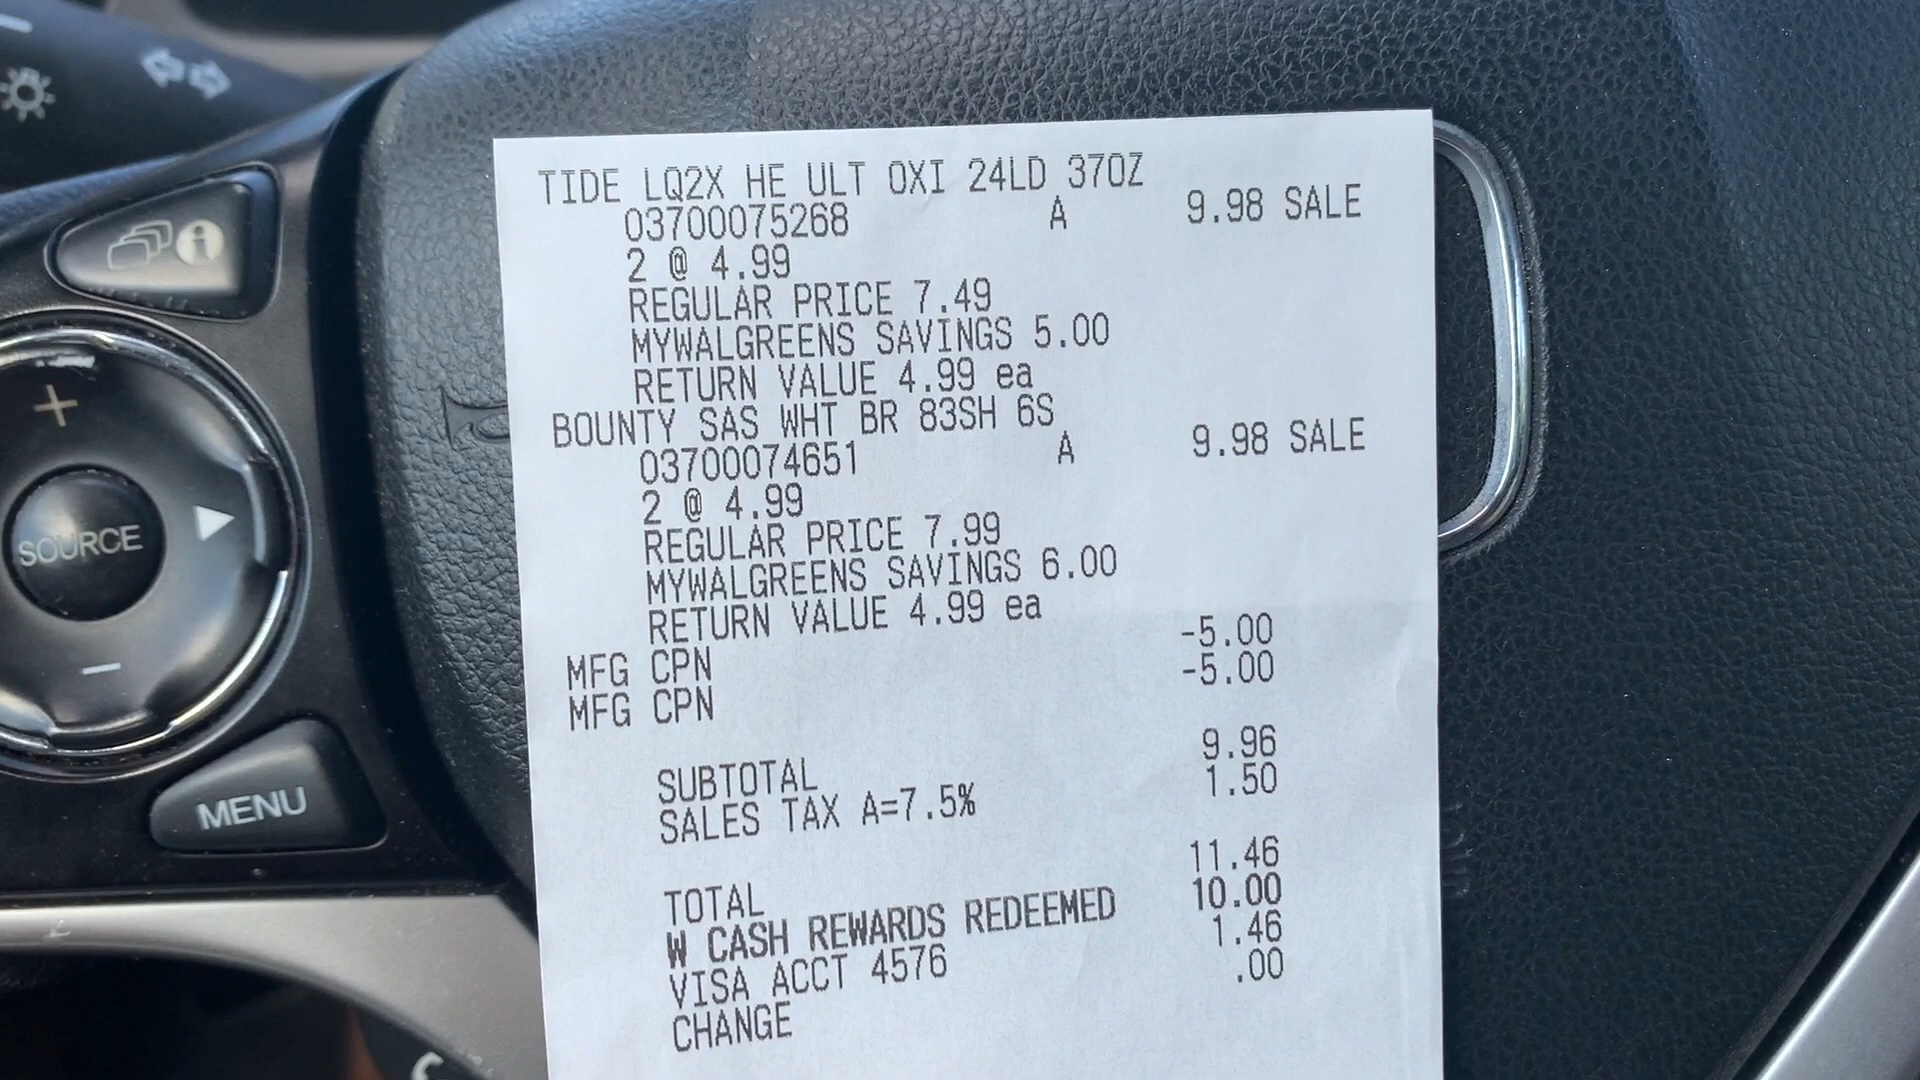 TIDE LQ2X HE ULT OXI 24LD 37OZ
03700075268 A 9.98 SALE
2 @ 4.99
REGULAR PRICE 7.49
MYWALGREENS SAVINGS 5.00
RETURN VALUE 4.99 ea
BOUNTY SAS WHT BR 83SH 6S
03700074651 A 9.98 SALE
2 @ 4.99
REGULAR PRICE 7.99
MYWALGREENS SAVINGS 6.00
RETURN VALUE 4.99 ea
MFG CPN -5.00
MFG CPN -5.00
SUBTOTAL 9.96
SALES TAX A=7.5% 1.50
TOTAL 11.46
W CASH REWARDS REDEEMED 10.00
VISA ACCT 4576 1.46
CHANGE .00
+
SOURCE
−
MENU